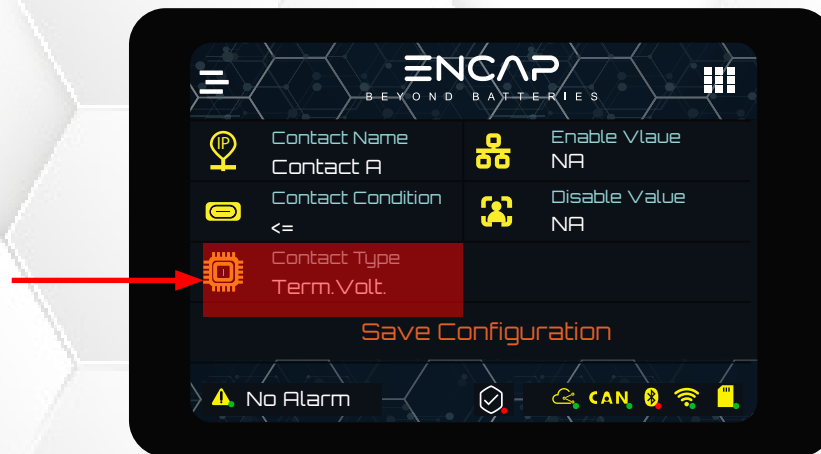 ENCAP
BEYOND BATTERIES
IP
Contact Name
Contact A
Enable Vlaue
NA
Contact Condition
<=
Disable Value
NA
Contact Type
Term.Volt.
Save Configuration
No Alarm
CAN